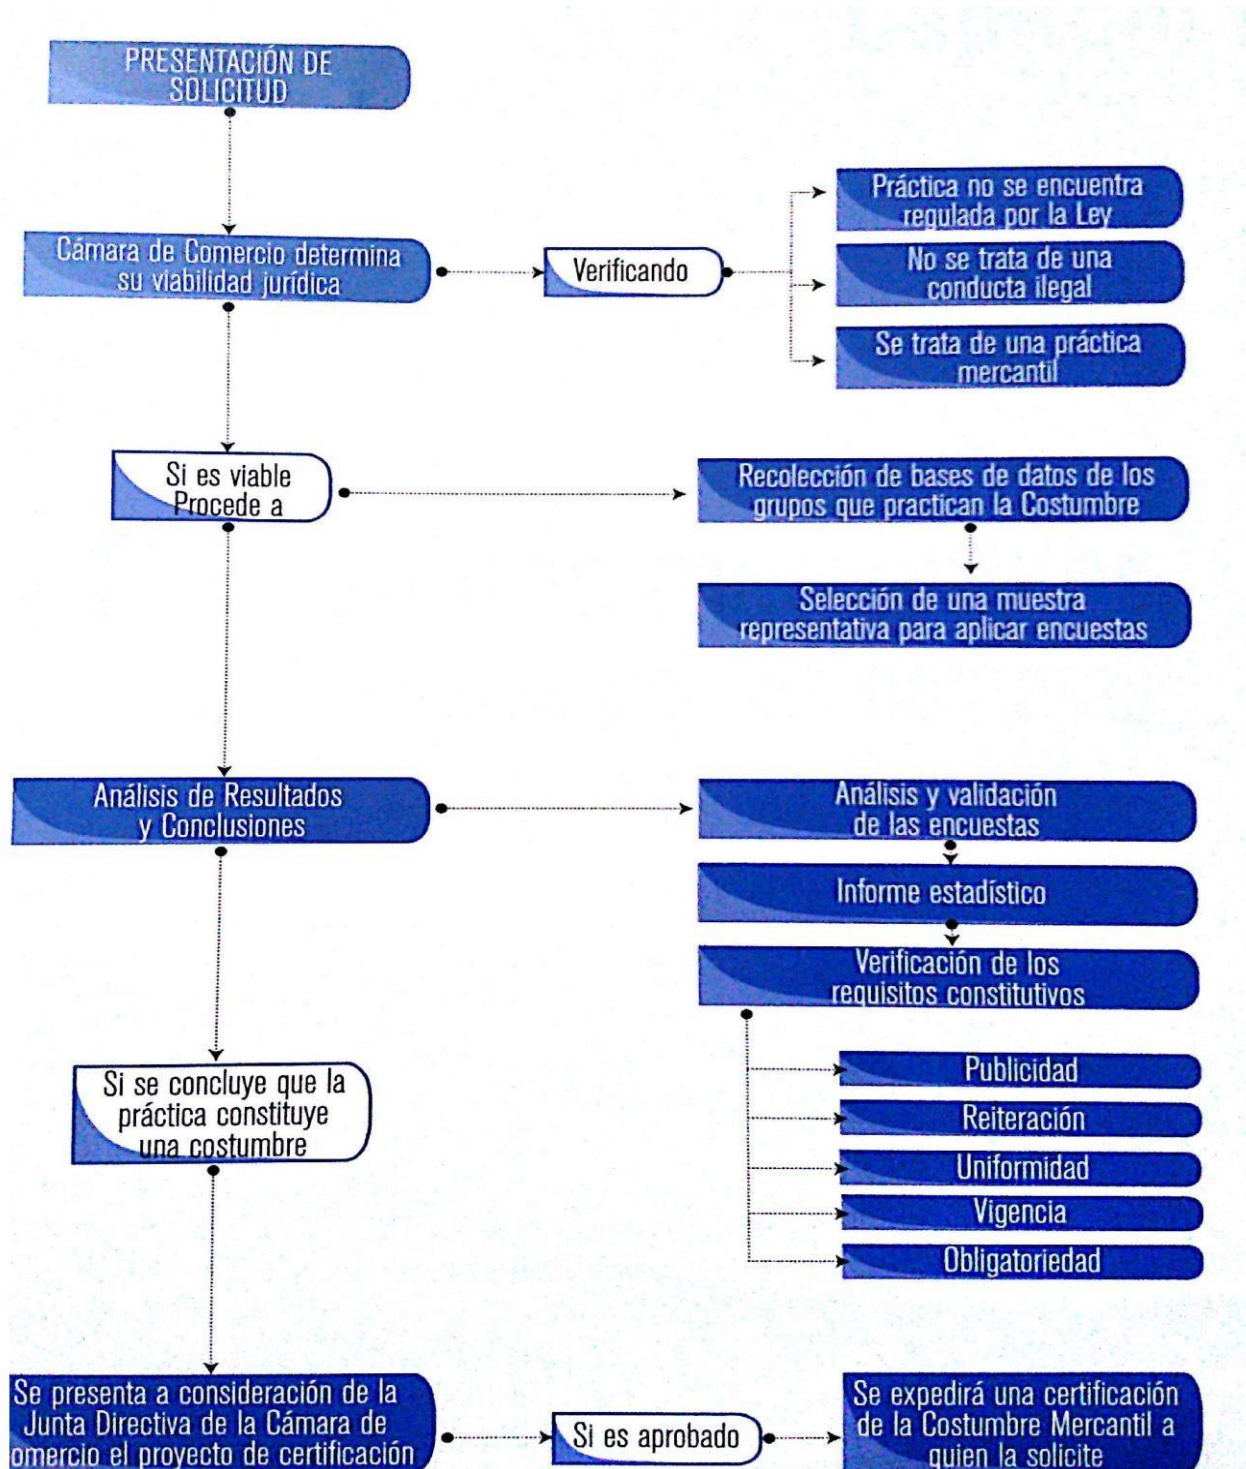 PRESENTACIÓN DE
SOLICITUD
Cámara de Comercio determina
su viabilidad jurídica
Verificando
Práctica no se encuentra
regulada por la Ley
No se trata de una
conducta ilegal
Se trata de una práctica
mercantil
Si es viable
Procede a
Recolección de bases de datos de los
grupos que practican la Costumbre
Selección de una muestra
representativa para aplicar encuestas
Análisis de Resultados
y Conclusiones
Análisis y validación
de las encuestas
Informe estadístico
Verificación de los
requisitos constitutivos
Publicidad
Reiteración
Uniformidad
Vigencia
Obligatoriedad
Si se concluye que la
práctica constituye
una costumbre
Se presenta a consideración de la
Junta Directiva de la Cámara de
omercio el proyecto de certificación
Si es aprobado
Se expedirá una certificación
de la Costumbre Mercantil a
quien la solicite